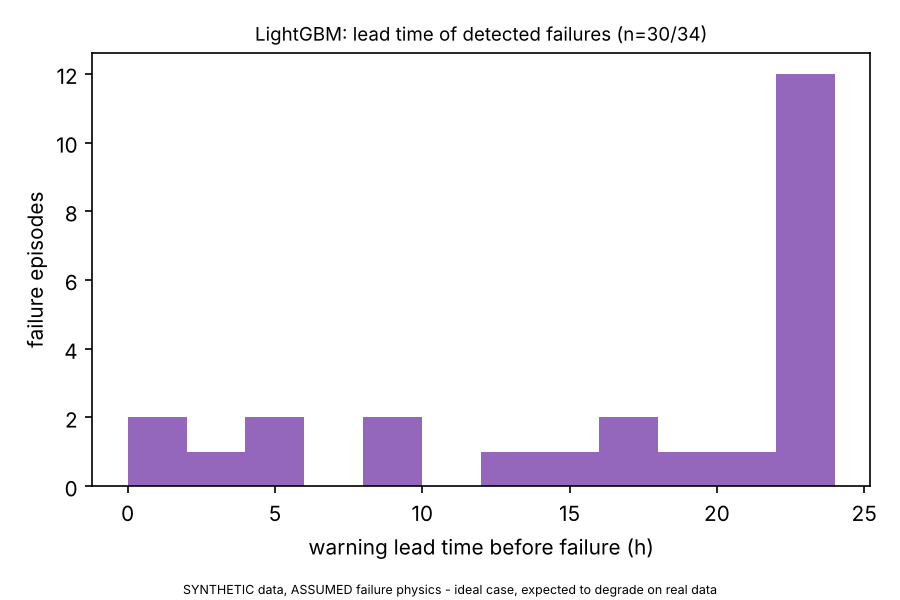 LightGBM: lead time of detected failures (n=30/34)
failure episodes
12
10
8
6
4
2
0
0 5 10 15 20 25
warning lead time before failure (h)
SYNTHETIC data, ASSUMED failure physics - ideal case, expected to degrade on real data